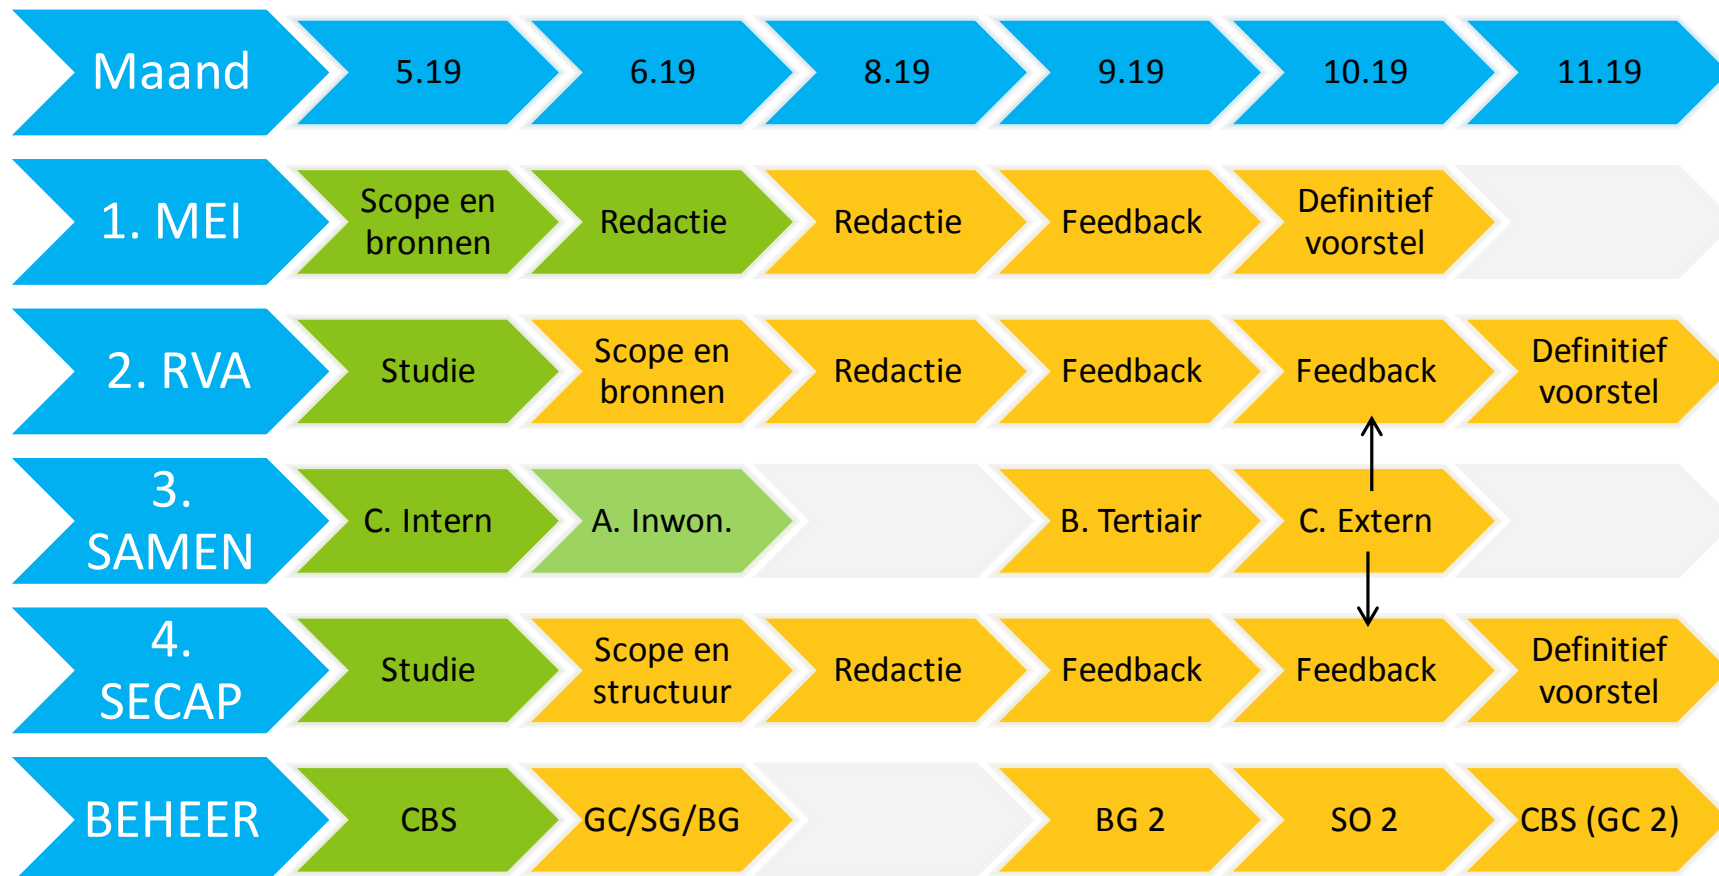 Maand
5.19
6.19
8.19
9.19
10.19
11.19
1. MEI
Scope en
bronnen
Redactie
Redactie
Feedback
Definitief
voorstel
2. RVA
Studie
Scope en
bronnen
Redactie
Feedback
Feedback
Definitief
voorstel
3.
SAMEN
C. Intern
A. Inwon.
B. Tertiair
C. Extern
4.
SECAP
Studie
Scope en
structuur
Redactie
Feedback
Feedback
Definitief
voorstel
BEHEER
CBS
GC/SG/BG
BG 2
SO 2
CBS (GC 2)